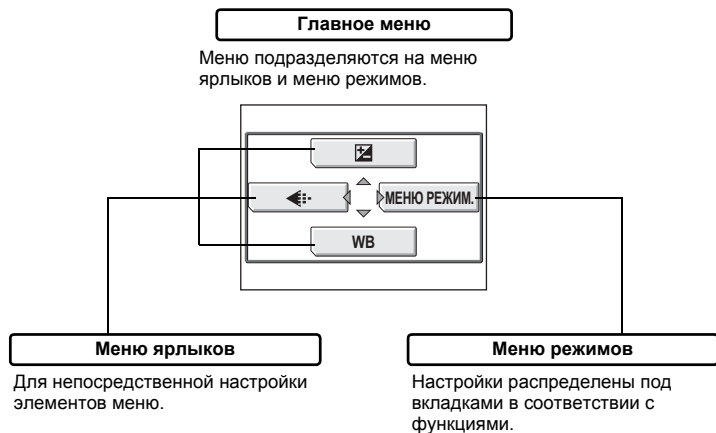 Главное меню
Меню подразделяются на меню
ярлыков и меню режимов.
МЕНЮ РЕЖИМ.
WB
Меню ярлыков
Для непосредственной настройки
элементов меню.
Меню режимов
Настройки распределены под
вкладками в соответствии с
функциями.